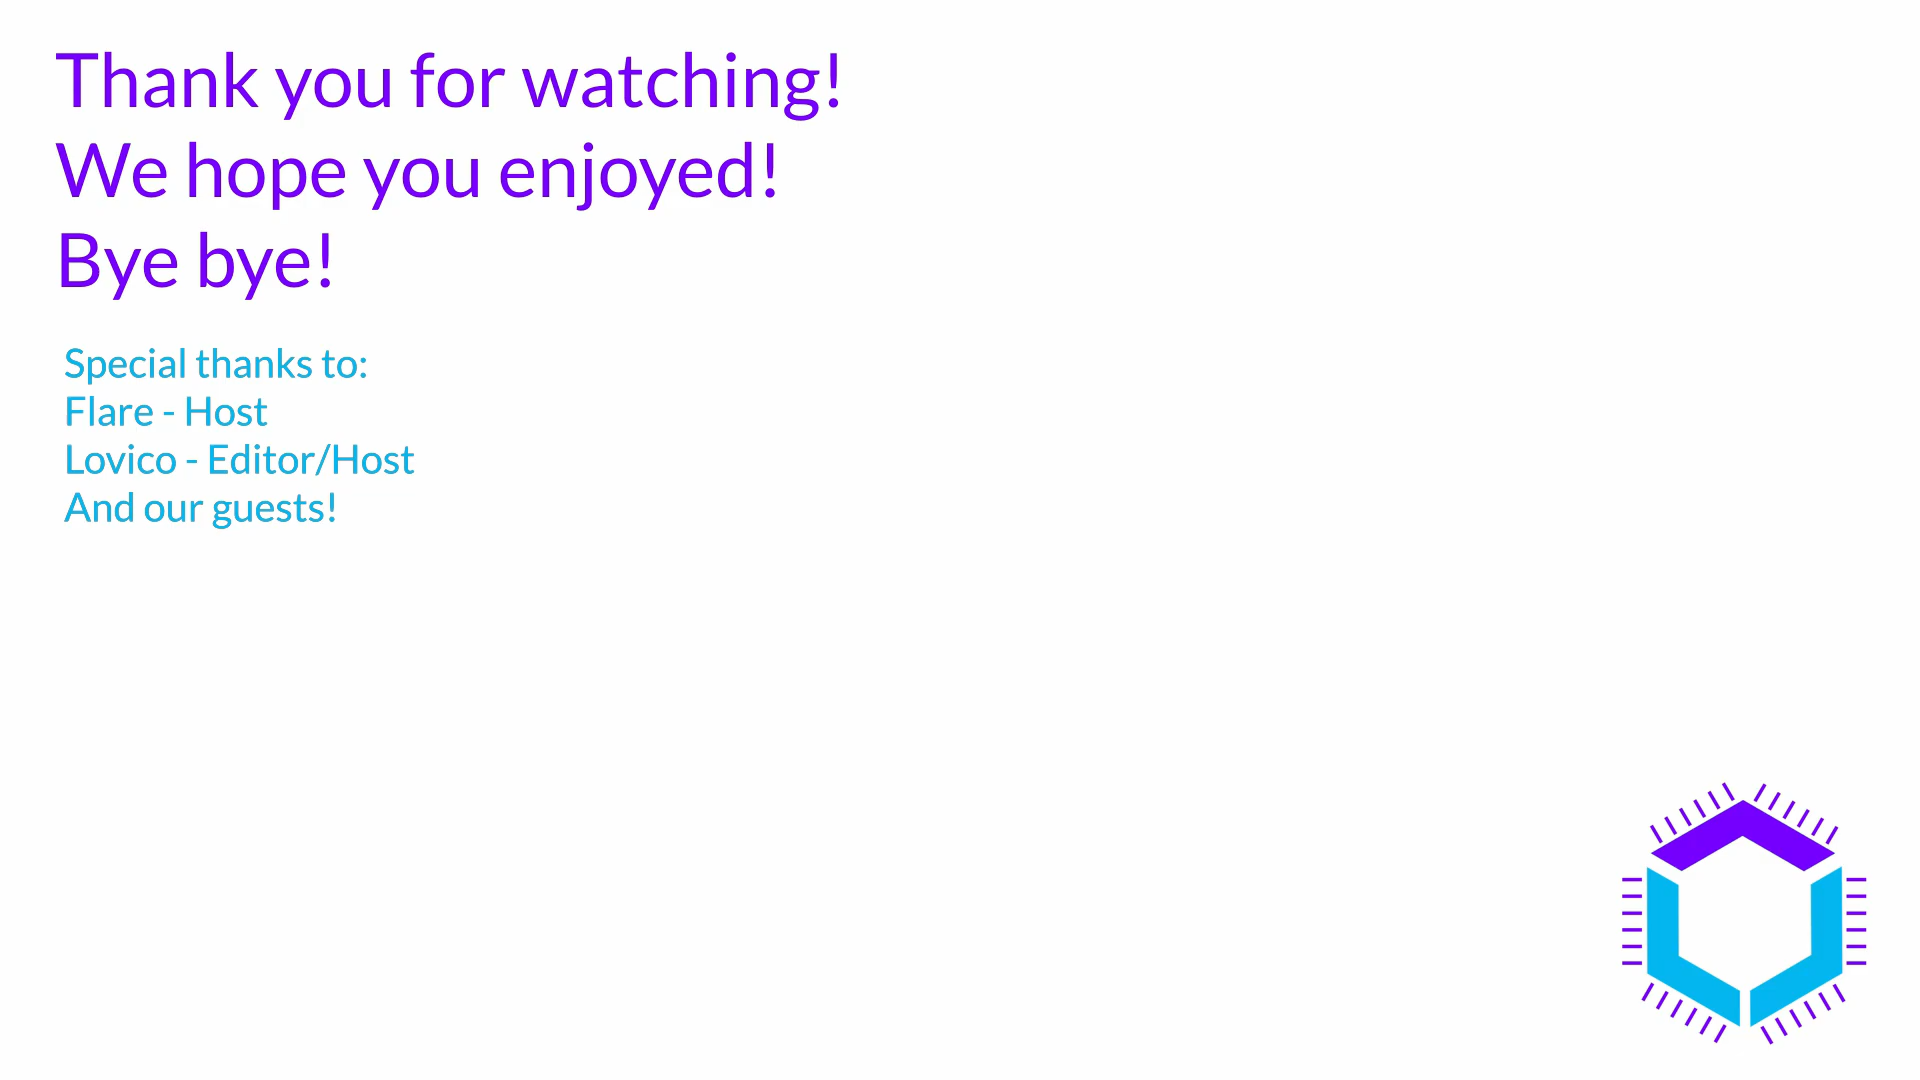 Thank you for watching!
We hope you enjoyed!
Bye bye!
Special thanks to:
Flare - Host
Lovico - Editor/Host
And our guests!